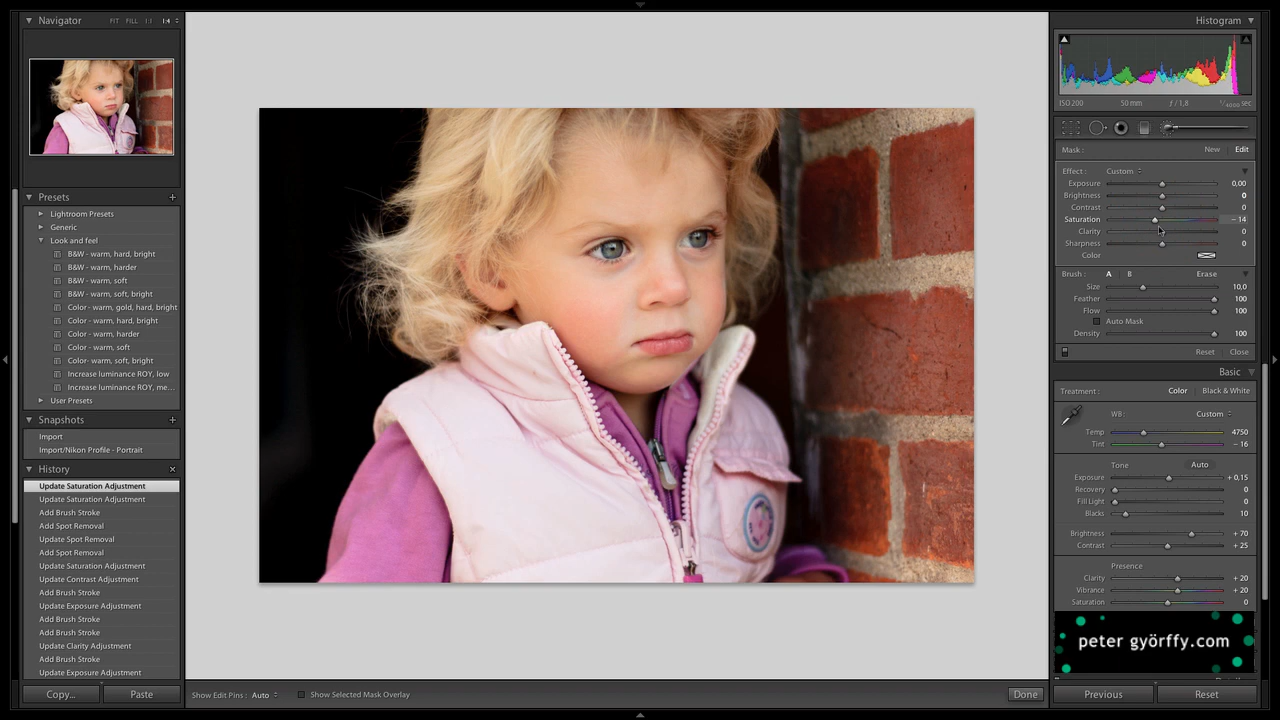 Navigator FIT FILL 1:1 1:4
Presets
Lightroom Presets
Generic
Look and feel
B&W - warm, hard, bright
B&W - warm, harder
B&W - warm, soft
B&W - warm, soft, bright
Color - warm, gold, hard, bright
Color - warm, hard, bright
Color - warm, harder
Color - warm, soft
Color- warm, soft, bright
Increase luminance ROY, low
Increase luminance ROY, me...
User Presets
Snapshots
Import
Import/Nikon Profile - Portrait
History
Update Saturation Adjustment
Update Saturation Adjustment
Add Brush Stroke
Add Spot Removal
Update Spot Removal
Add Spot Removal
Update Saturation Adjustment
Update Contrast Adjustment
Add Brush Stroke
Update Exposure Adjustment
Add Brush Stroke
Add Brush Stroke
Update Clarity Adjustment
Add Brush Stroke
Update Exposure Adjustment
Copy... Paste
Show Edit Pins : Auto Show Selected Mask Overlay Done
Histogram
ISO 200 50 mm ƒ / 1,8 1/4000 sec
Mask : New Edit
Effect : Custom
Exposure 0,00
Brightness 0
Contrast 0
Saturation – 14
Clarity 0
Sharpness 0
Color
Brush : A B Erase
Size 10,0
Feather 100
Flow 100
Auto Mask
Density 100
Reset Close
Basic
Treatment : Color Black & White
WB : Custom
Temp 4750
Tint – 16
Tone Auto
Exposure + 0,15
Recovery 0
Fill Light 0
Blacks 10
Brightness + 70
Contrast + 25
Presence
Clarity + 20
Vibrance + 20
Saturation 0
peter györffy.com
Previous Reset